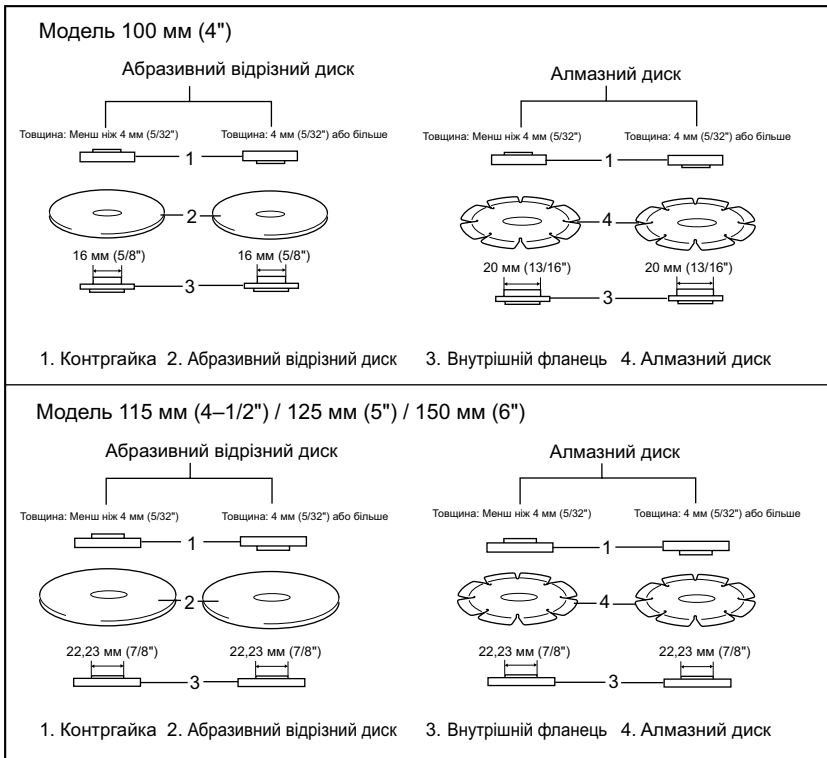 Модель 100 мм (4")
Абразивний відрізний диск
Алмазний диск
Товщина: Менш ніж 4 мм (5/32")
Товщина: 4 мм (5/32") або більше
Товщина: Менш ніж 4 мм (5/32")
Товщина: 4 мм (5/32") або більше
1
1
2
4
16 мм (5/8")
16 мм (5/8")
20 мм (13/16")
20 мм (13/16")
3
3
1. Контргайка 2. Абразивний відрізний диск 3. Внутрішній фланець 4. Алмазний диск
Модель 115 мм (4–1/2") / 125 мм (5") / 150 мм (6")
Абразивний відрізний диск
Алмазний диск
Товщина: Менш ніж 4 мм (5/32")
Товщина: 4 мм (5/32") або більше
Товщина: Менш ніж 4 мм (5/32")
Товщина: 4 мм (5/32") або більше
1
1
2
4
22,23 мм (7/8")
22,23 мм (7/8")
22,23 мм (7/8")
22,23 мм (7/8")
3
3
1. Контргайка 2. Абразивний відрізний диск 3. Внутрішній фланець 4. Алмазний диск